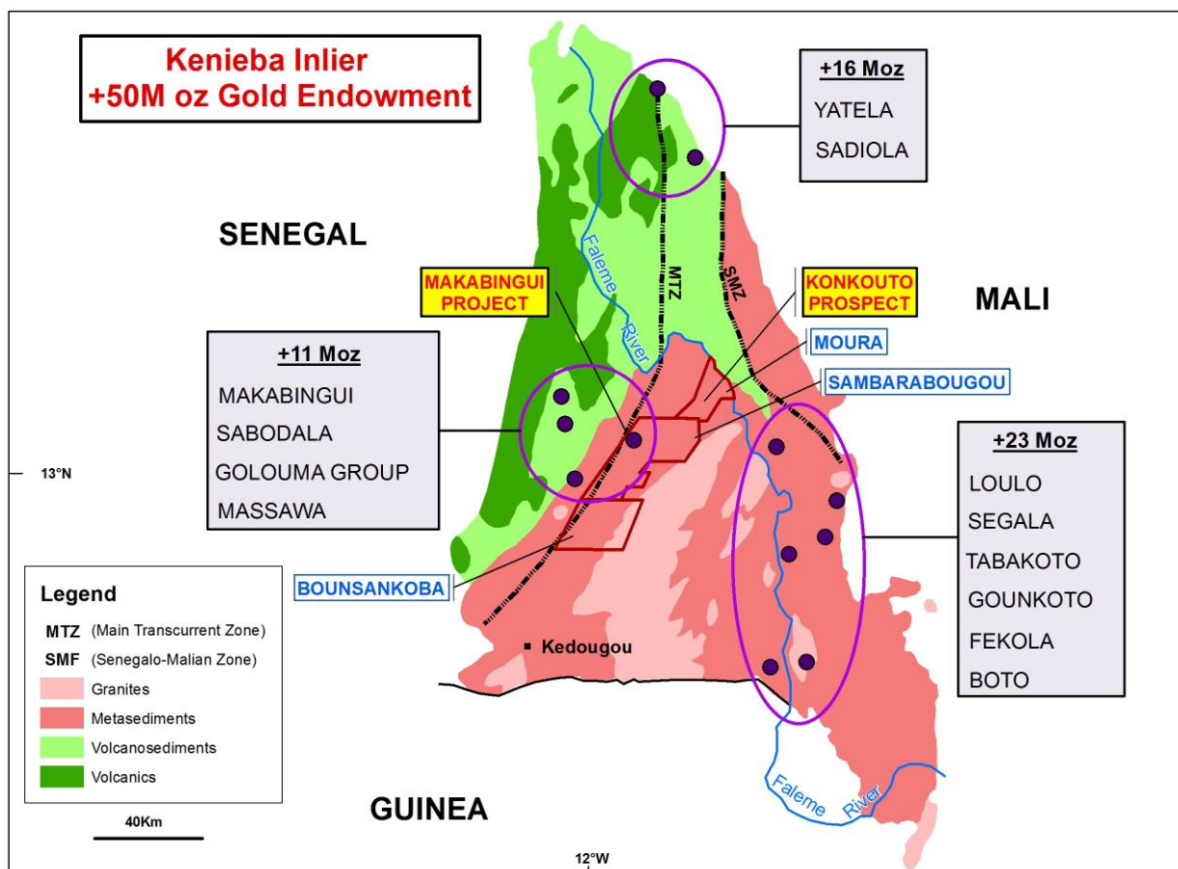 Kenieba Inlier
+50M oz Gold Endowment
+16 Moz
YATELA
SADIOLA
SENEGAL
MALI
Faleme
River
MTZ
SMZ
MAKABINGUI
PROJECT
KONKOUTO
PROSPECT
MOURA
SAMBARABOUGOU
+11 Moz
MAKABINGUI
SABODALA
GOLOUMA GROUP
MASSAWA
+23 Moz
LOULO
SEGALA
TABAKOTO
GOUNKOTO
FEKOLA
BOTO
13°N
BOUNSANKOBA
Kedougou
Legend
MTZ (Main Transcurrent Zone)
SMF (Senegalo-Malian Zone)
Granites
Metasediments
Volcanosediments
Volcanics
40Km
GUINEA
Faleme River
12°W